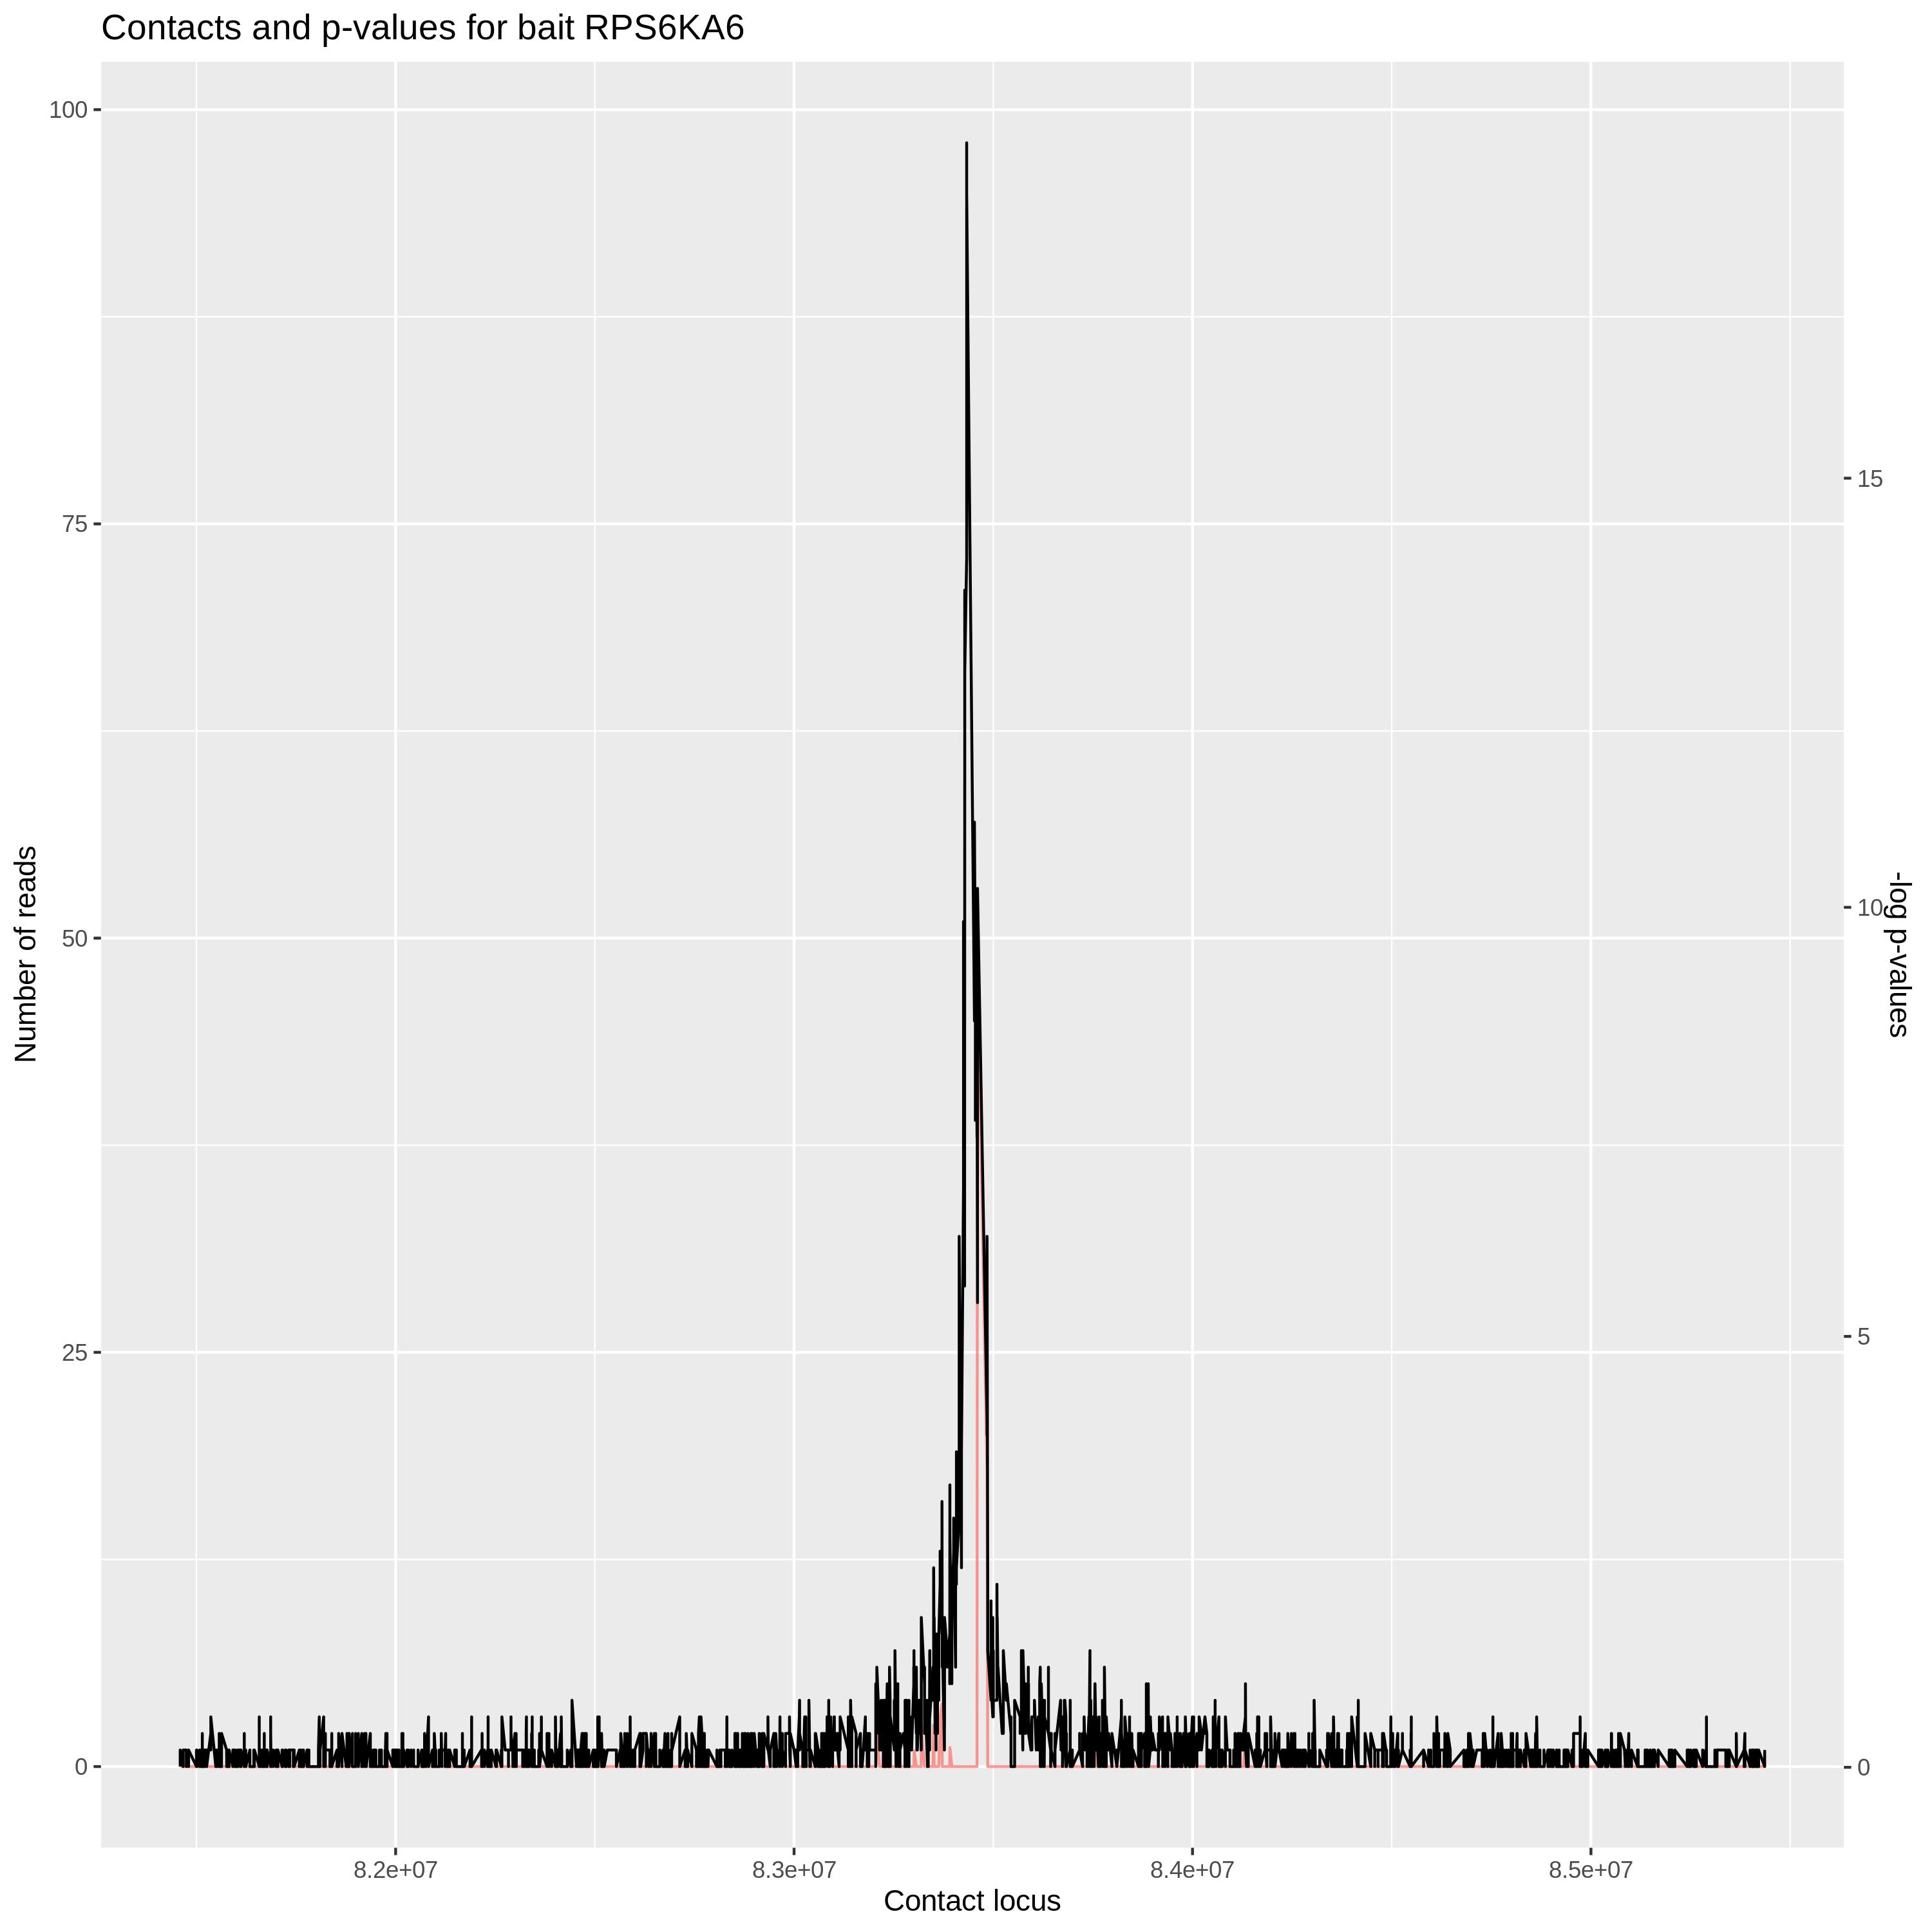 Contacts and p-values for bait RPS6KA6
100
75
50
25
0
Number of reads
15
10
5
0
-log p-values
8.2e+07
8.3e+07
8.4e+07
8.5e+07
Contact locus